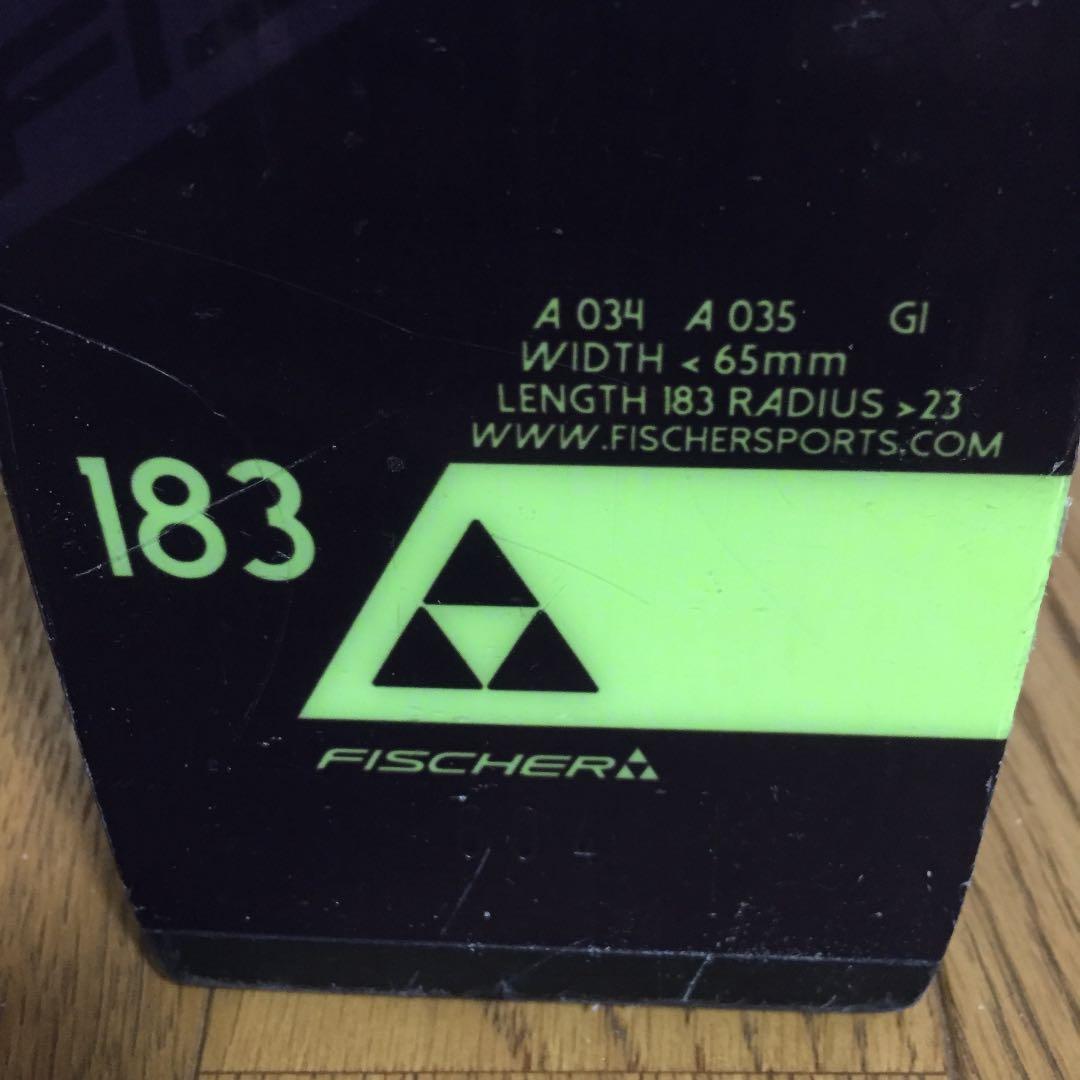 A 034 A 035 GI
WIDTH < 65mm
LENGTH 183 RADIUS >23
WWW.FISCHERSPORTS.COM
183
FISCHER